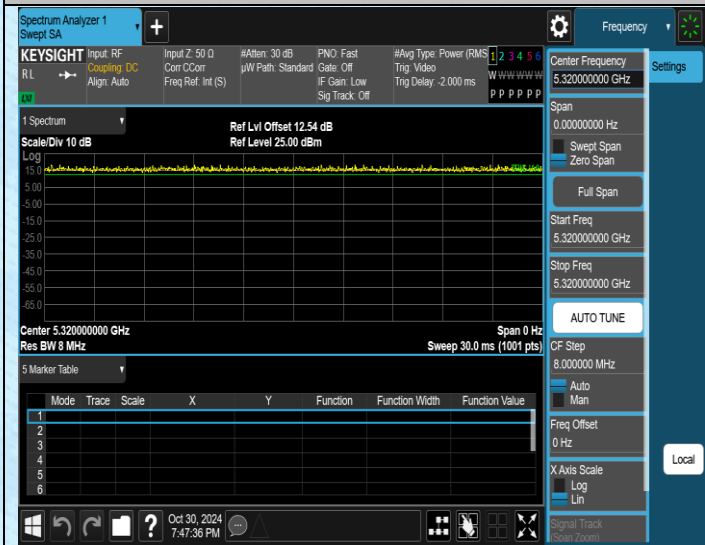 Spectrum Analyzer 1
Swept SA
Frequency
KEYSIGHT
RL
LXI
Input: RF
Coupling: DC
Align: Auto
Input Z: 50 Ω
Corr CCorr
Freq Ref: Int (S)
#Atten: 30 dB
µW Path: Standard
PNO: Fast
Gate: Off
IF Gain: Low
Sig Track: Off
#Avg Type: Power (RMS
Trig: Video
Trig Delay: -2.000 ms
1 2 3 4 5 6
W W W W W W
P P P P P P
Center Frequency
5.320000000 GHz
Settings
Span
0.00000000 Hz
Swept Span
Zero Span
Full Span
Start Freq
5.320000000 GHz
Stop Freq
5.320000000 GHz
AUTO TUNE
CF Step
8.000000 MHz
Auto
Man
Freq Offset
0 Hz
X Axis Scale
Log
Lin
Signal Track
(Span Zoom)
Local
1 Spectrum
Scale/Div 10 dB
Ref Lvl Offset 12.54 dB
Ref Level 25.00 dBm
Log
15.0
5.00
-5.00
-15.0
-25.0
-35.0
-45.0
-55.0
-65.0
Center 5.320000000 GHz
Res BW 8 MHz
Span 0 Hz
Sweep 30.0 ms (1001 pts)
5 Marker Table
Mode Trace Scale X Y Function Function Width Function Value
1
2
3
4
5
6
?
Oct 30, 2024
7:47:36 PM